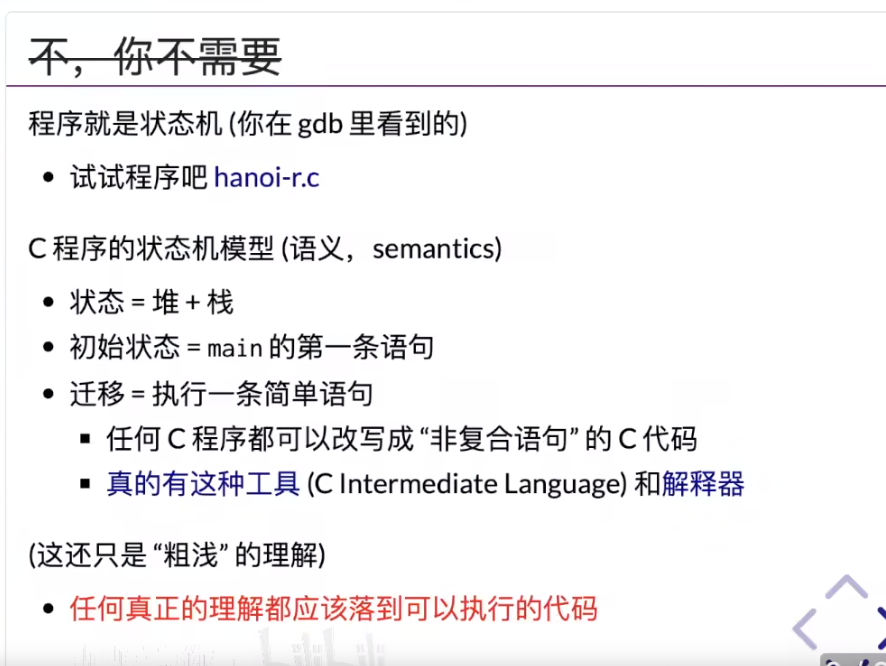 不，你不需要
程序就是状态机 (你在 gdb 里看到的)
试试程序吧 hanoi-r.c
C 程序的状态机模型 (语义，semantics)
状态 = 堆 + 栈
初始状态 = main 的第一条语句
迁移 = 执行一条简单语句
任何 C 程序都可以改写成 “非复合语句” 的 C 代码
真的有这种工具 (C Intermediate Language) 和解释器
(这还只是 “粗浅” 的理解)
任何真正的理解都应该落到可以执行的代码